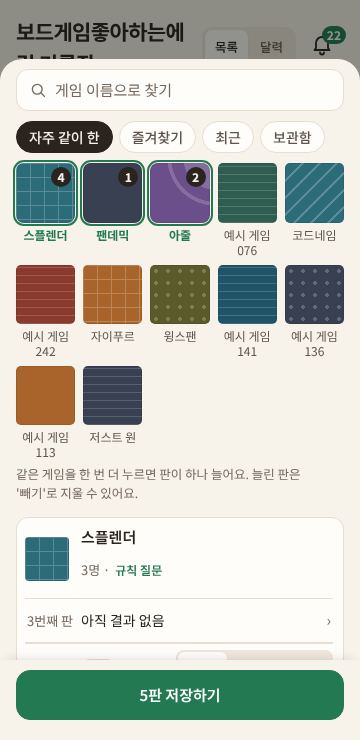 보드게임좋아하는에
목록
달력
22
게임 이름으로 찾기
자주 같이 한
즐겨찾기
최근
보관함
4
1
2
스플렌더
팬데믹
아줄
예시 게임
076
코드네임
예시 게임
242
자이푸르
윙스팬
예시 게임
141
예시 게임
136
예시 게임
113
저스트 원
같은 게임을 한 번 더 누르면 판이 하나 늘어요. 늘린 판은
'빼기'로 지울 수 있어요.
스플렌더
3명 · 규칙 질문
3번째 판 아직 결과 없음 ›
5판 저장하기